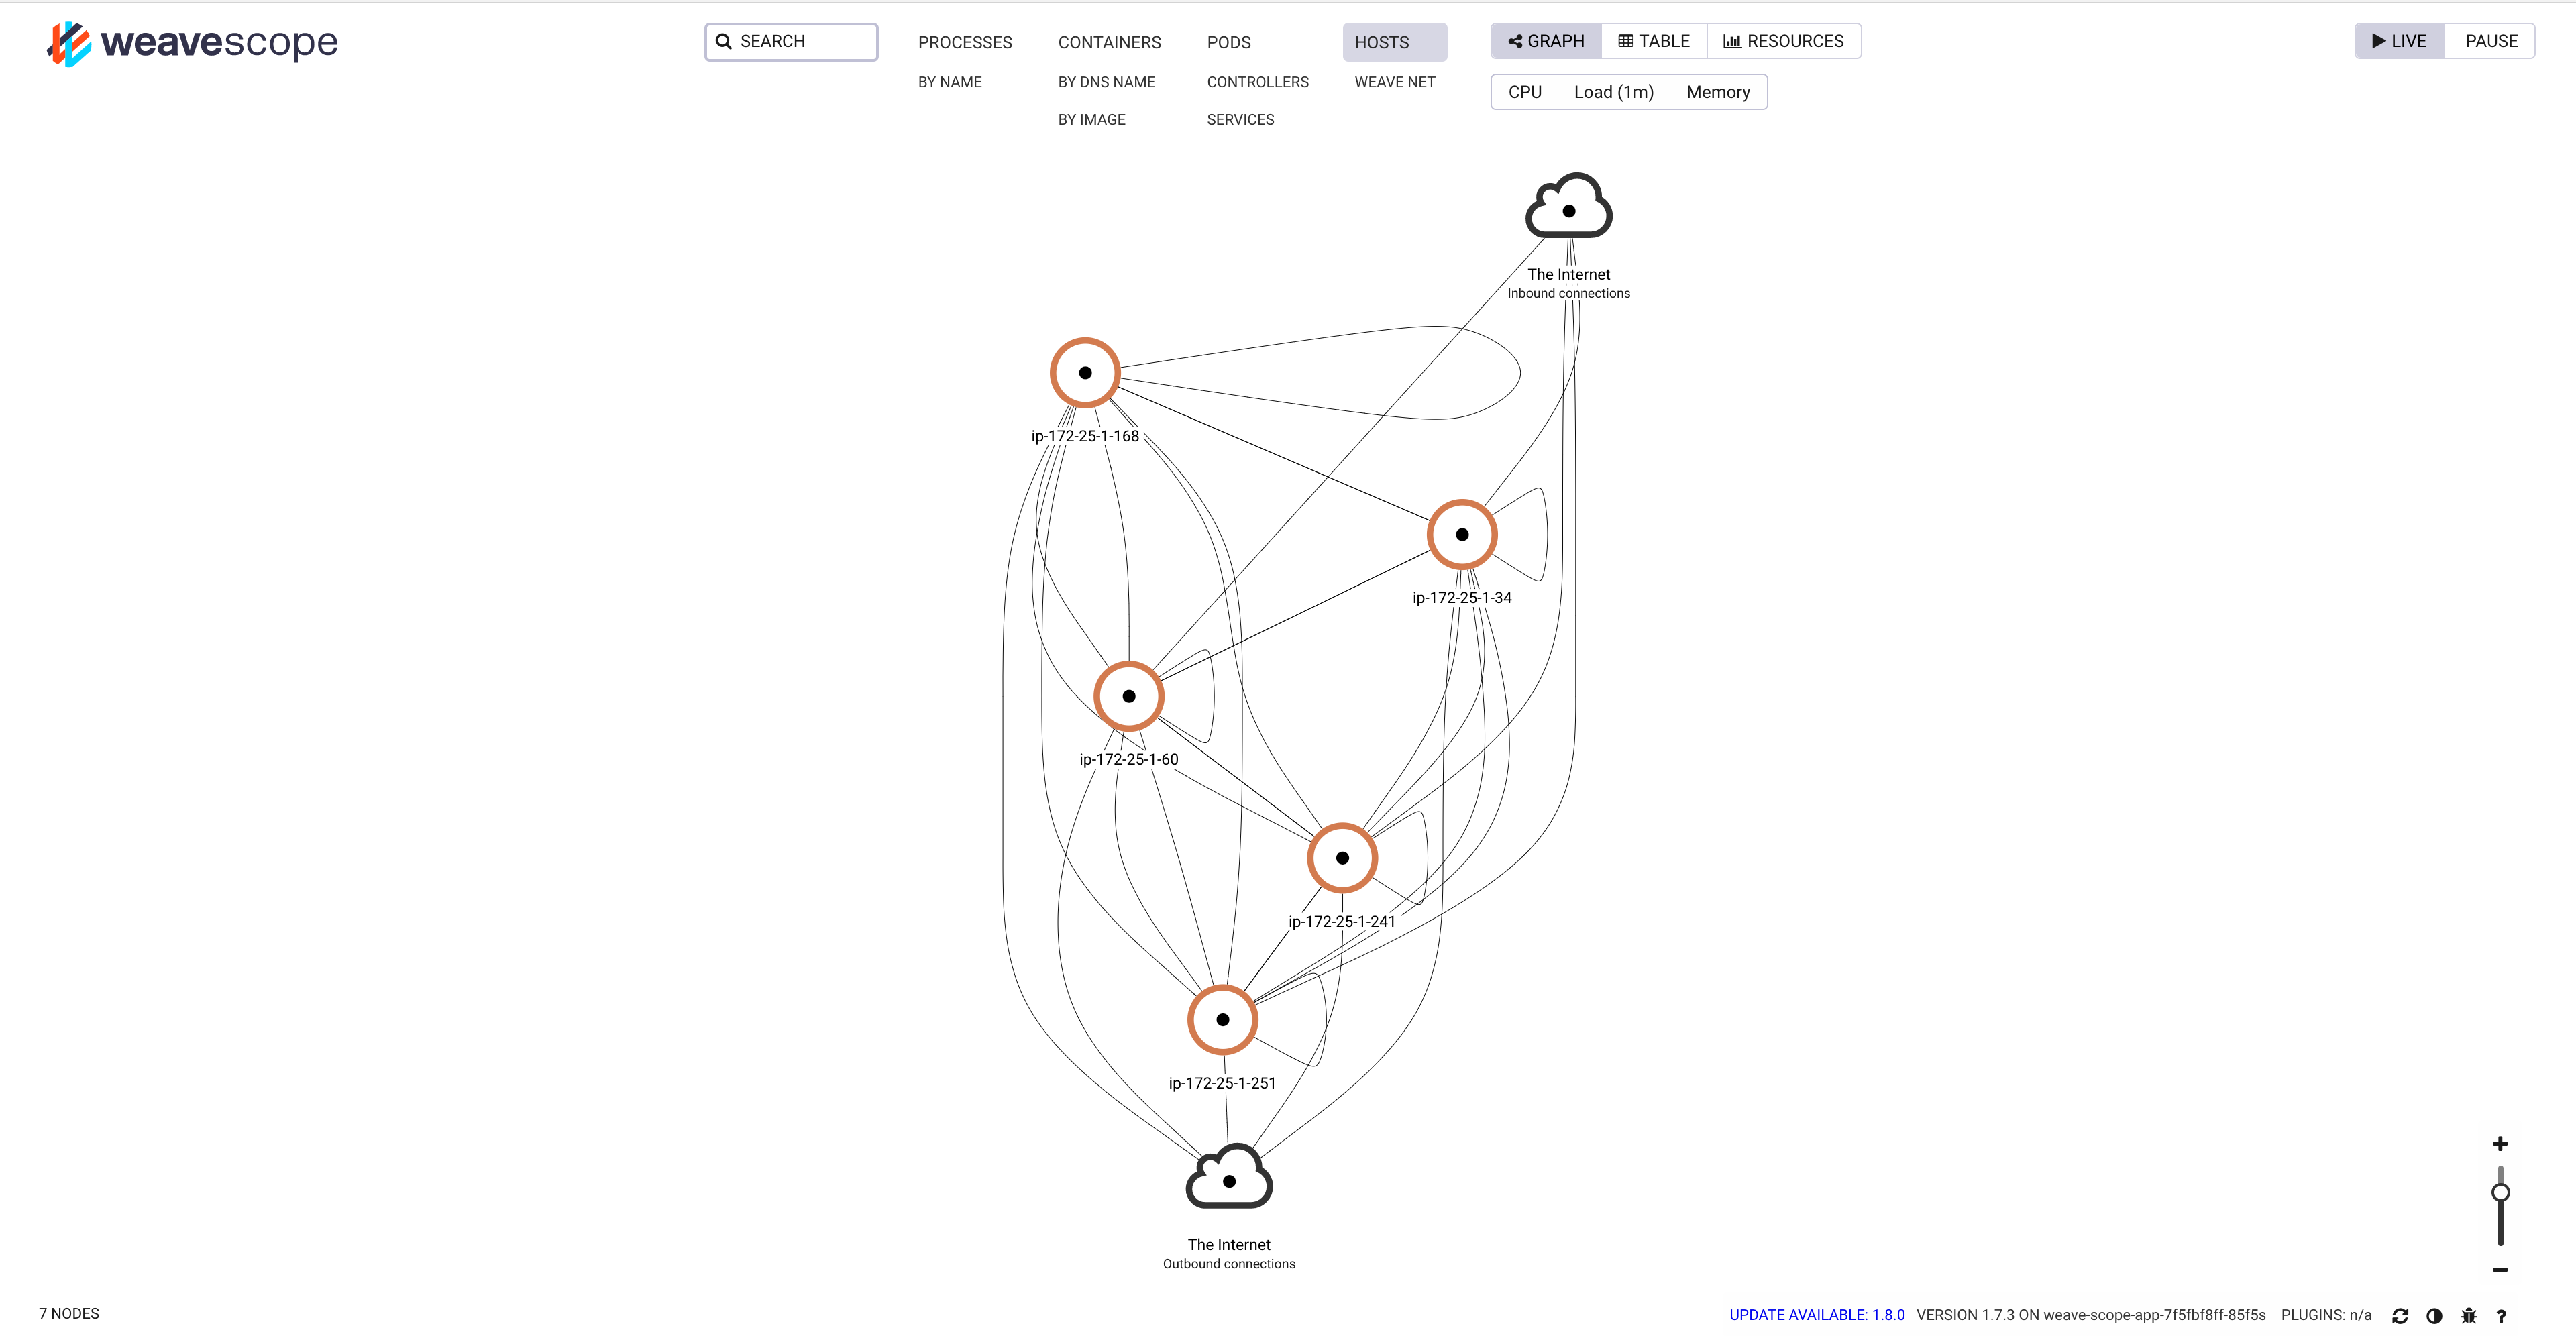 weavescope
SEARCH
PROCESSES
BY NAME
CONTAINERS
BY DNS NAME
BY IMAGE
PODS
CONTROLLERS
SERVICES
HOSTS
WEAVE NET
GRAPH
TABLE
RESOURCES
CPU
Load (1m)
Memory
LIVE
PAUSE
The Internet
Inbound connections
ip-172-25-1-168
ip-172-25-1-34
ip-172-25-1-60
ip-172-25-1-241
ip-172-25-1-251
The Internet
Outbound connections
7 NODES
UPDATE AVAILABLE: 1.8.0 VERSION 1.7.3 ON weave-scope-app-7f5fbf8ff-85f5s PLUGINS: n/a ?